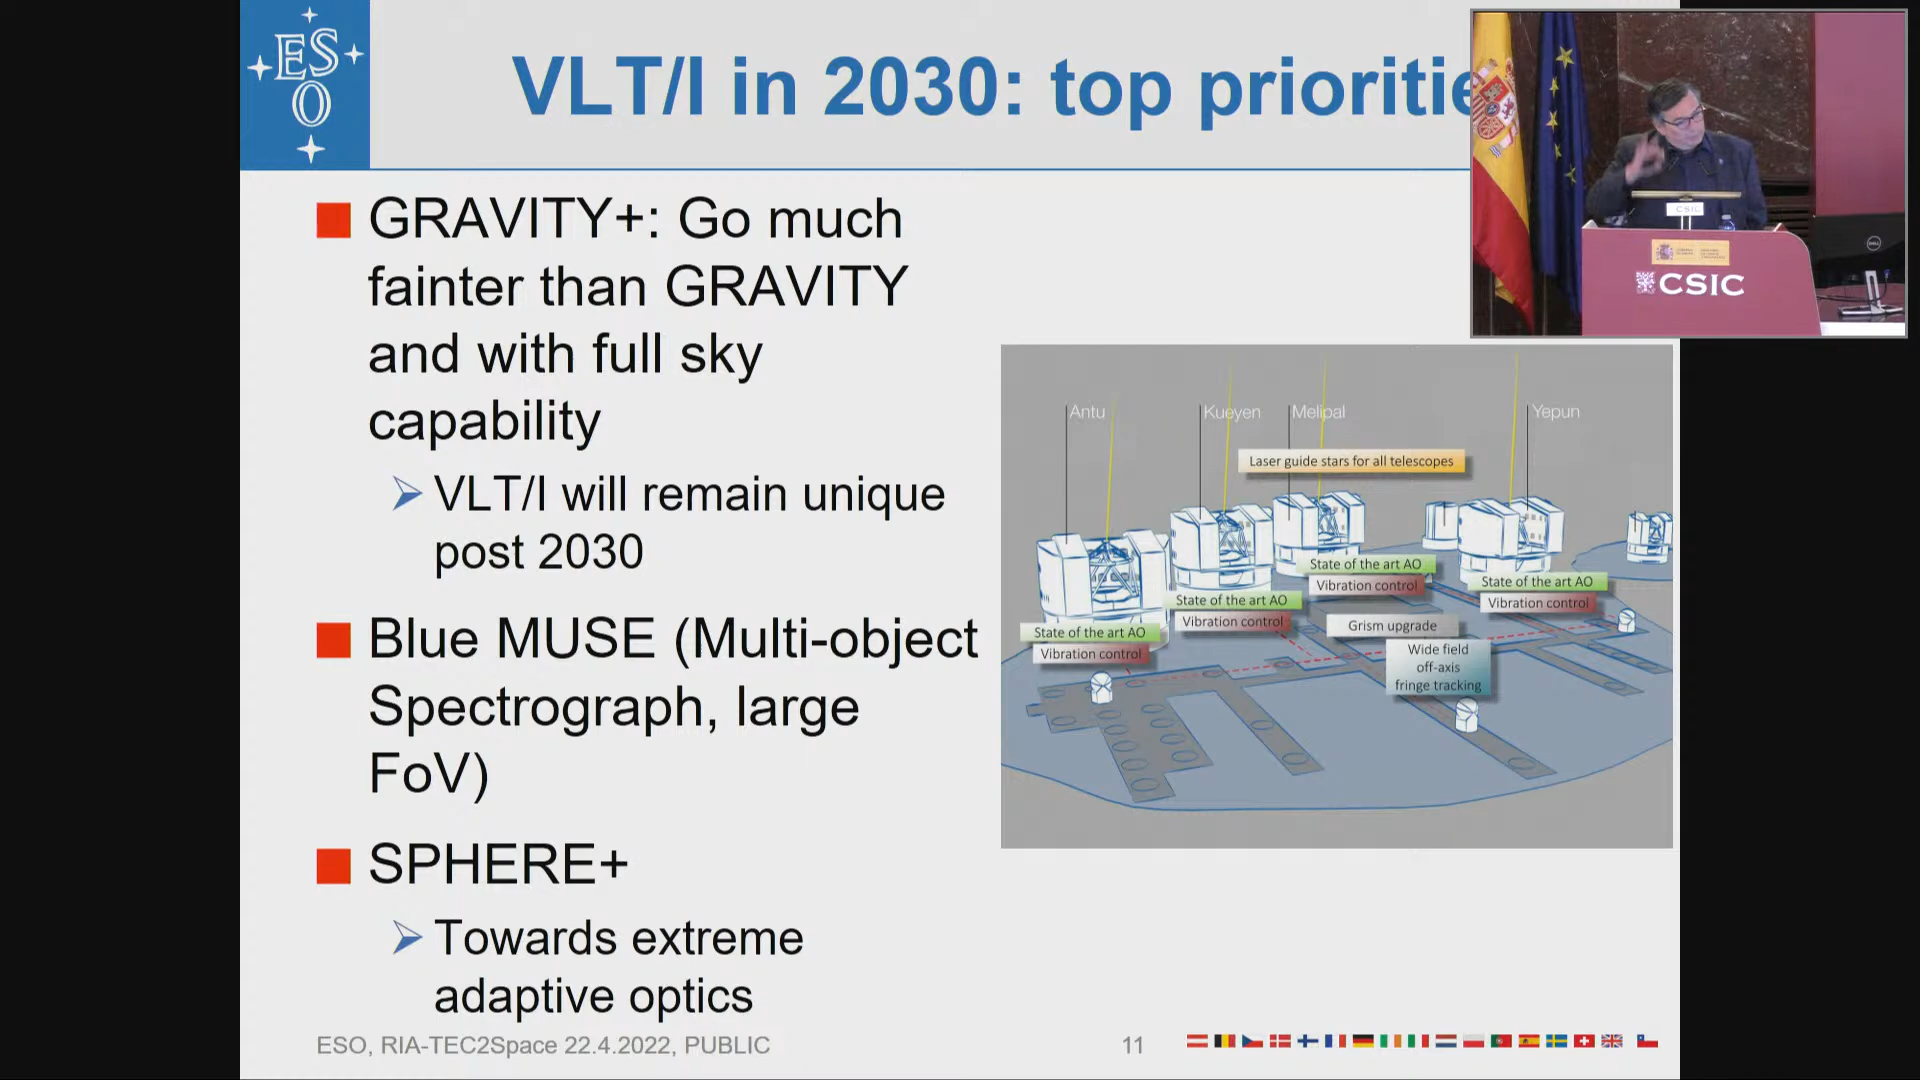 ESO
VLT/I in 2030: top prioritie
GRAVITY+: Go much
fainter than GRAVITY
and with full sky
capability
VLT/I will remain unique
post 2030
Blue MUSE (Multi-object
Spectrograph, large
FoV)
SPHERE+
Towards extreme
adaptive optics
Antu
Kueyen
Melipal
Yepun
Laser guide stars for all telescopes
State of the art AO
Vibration control
State of the art AO
Vibration control
State of the art AO
Vibration control
State of the art AO
Vibration control
Grism upgrade
Wide field
off-axis
fringe tracking
CSIC
CSIC
DELL
ESO, RIA-TEC2Space 22.4.2022, PUBLIC
11